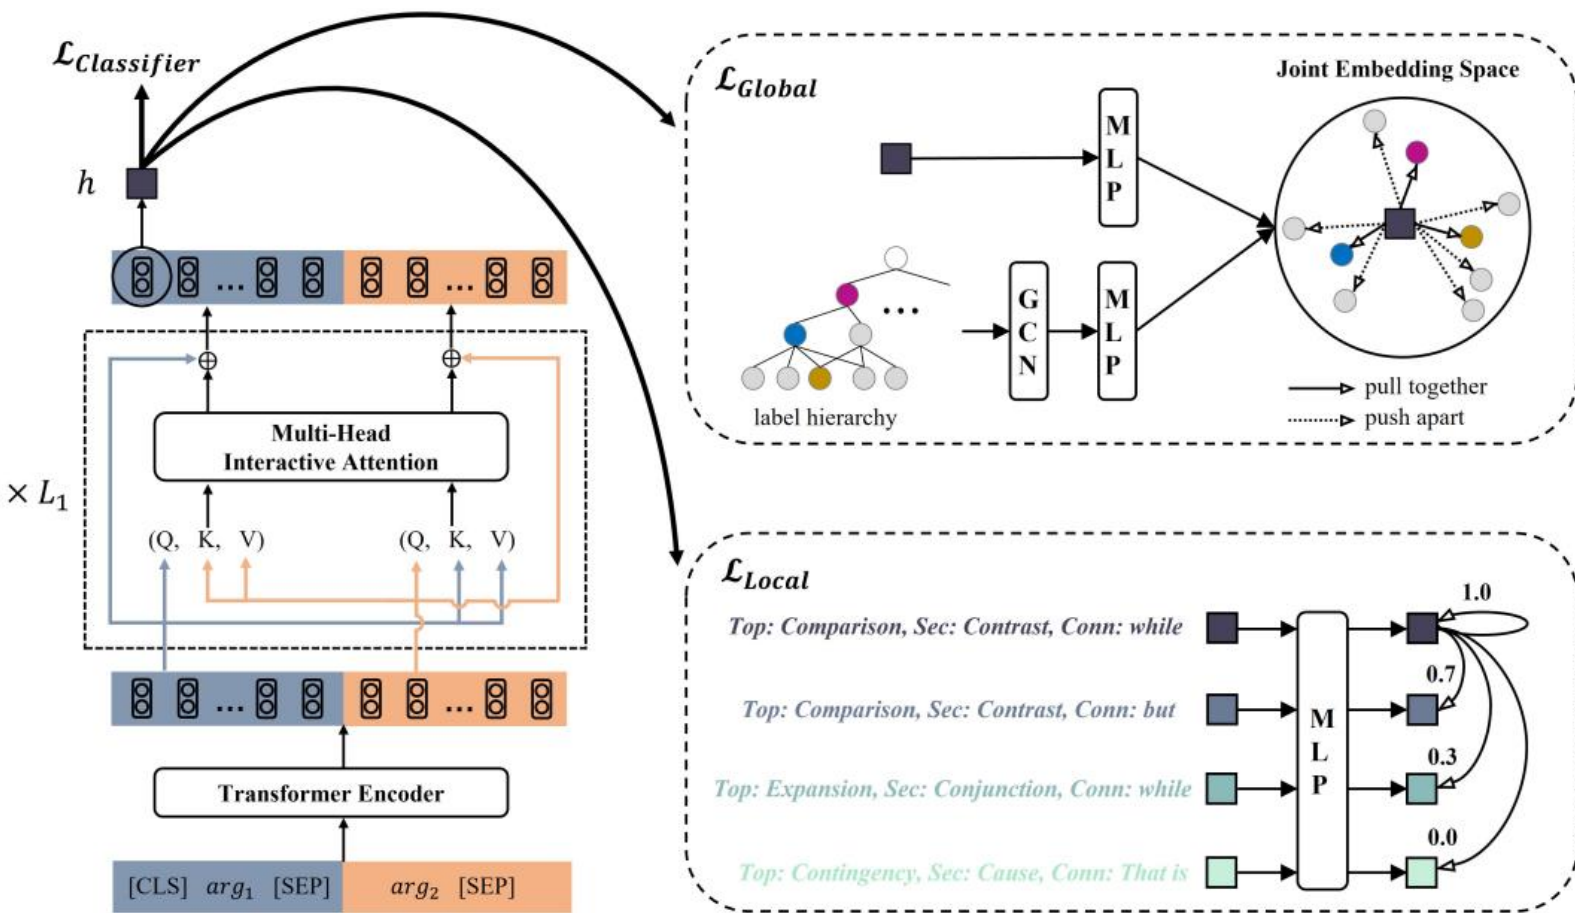 ℒ_Classifier
h
...
...
Multi-Head
Interactive Attention
× L₁
(Q, K, V)
(Q, K, V)
...
...
Transformer Encoder
[CLS] arg₁ [SEP]
arg₂ [SEP]
ℒ_Global
Joint Embedding Space
MLP
...
GCN
MLP
label hierarchy
pull together
push apart
ℒ_Local
1.0
Top: Comparison, Sec: Contrast, Conn: while
0.7
Top: Comparison, Sec: Contrast, Conn: but
MLP
0.3
Top: Expansion, Sec: Conjunction, Conn: while
0.0
Top: Contingency, Sec: Cause, Conn: That is